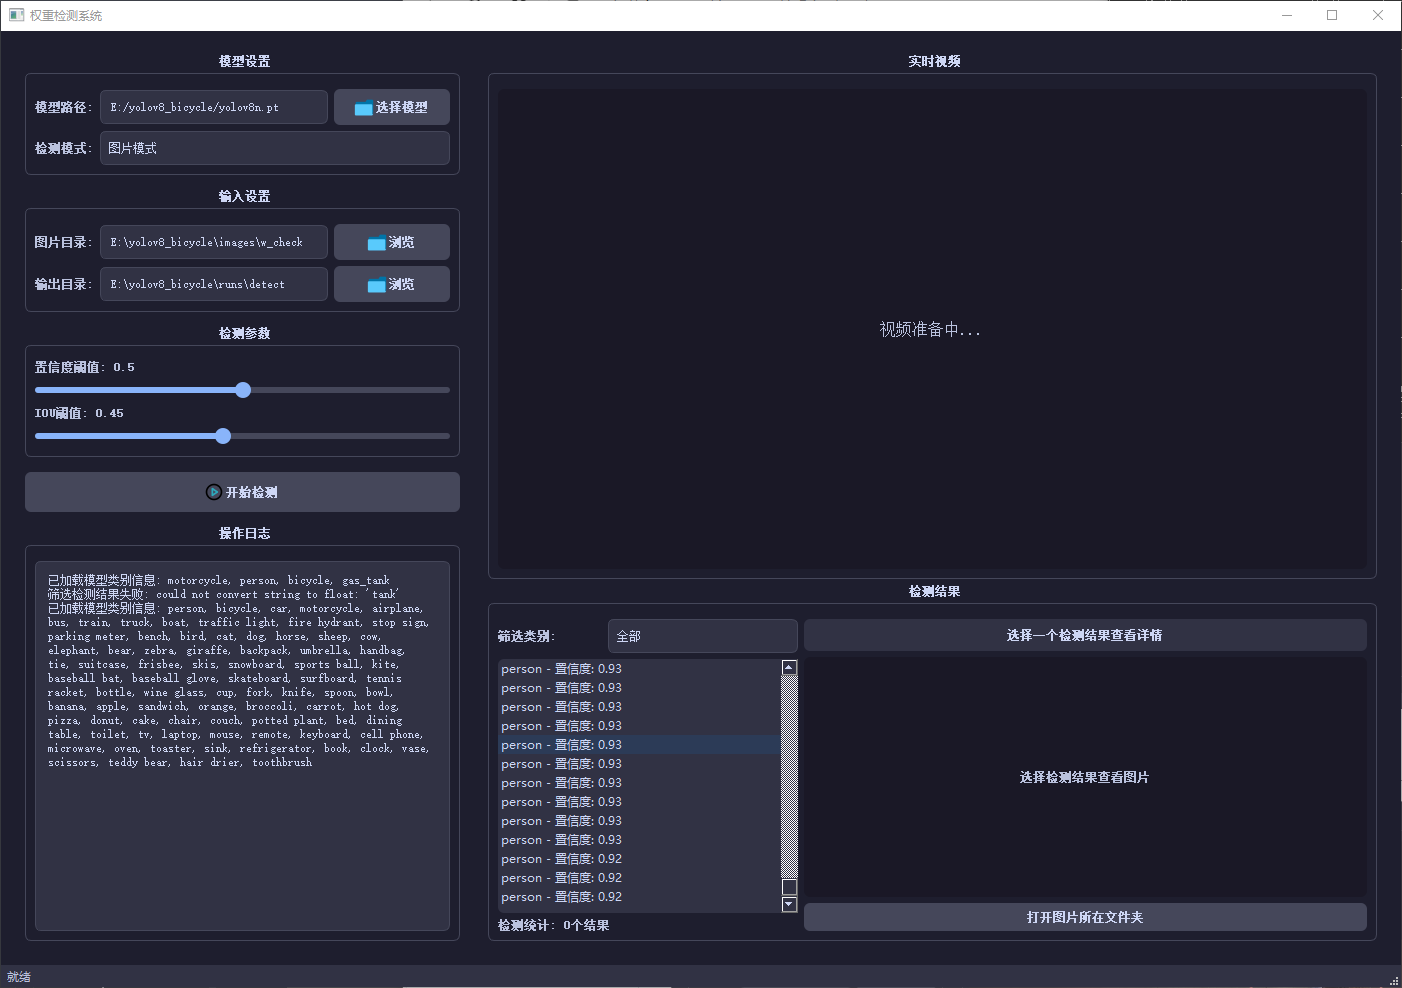 权重检测系统
模型设置
模型路径:
E:/yolov8_bicycle/yolov8n.pt
选择模型
检测模式:
图片模式
输入设置
图片目录:
E:\yolov8_bicycle\images\w_check
浏览
输出目录:
E:\yolov8_bicycle\runs\detect
浏览
检测参数
置信度阈值: 0.5
IOU阈值: 0.45
开始检测
操作日志
已加载模型类别信息: motorcycle, person, bicycle, gas_tank
筛选检测结果失败: could not convert string to float: 'tank'
已加载模型类别信息: person, bicycle, car, motorcycle, airplane,
bus, train, truck, boat, traffic light, fire hydrant, stop sign,
parking meter, bench, bird, cat, dog, horse, sheep, cow,
elephant, bear, zebra, giraffe, backpack, umbrella, handbag,
tie, suitcase, frisbee, skis, snowboard, sports ball, kite,
baseball bat, baseball glove, skateboard, surfboard, tennis
racket, bottle, wine glass, cup, fork, knife, spoon, bowl,
banana, apple, sandwich, orange, broccoli, carrot, hot dog,
pizza, donut, cake, chair, couch, potted plant, bed, dining
table, toilet, tv, laptop, mouse, remote, keyboard, cell phone,
microwave, oven, toaster, sink, refrigerator, book, clock, vase,
scissors, teddy bear, hair drier, toothbrush
实时视频
视频准备中...
检测结果
筛选类别:
全部
person - 置信度: 0.93
person - 置信度: 0.93
person - 置信度: 0.93
person - 置信度: 0.93
person - 置信度: 0.93
person - 置信度: 0.93
person - 置信度: 0.93
person - 置信度: 0.93
person - 置信度: 0.93
person - 置信度: 0.93
person - 置信度: 0.92
person - 置信度: 0.92
person - 置信度: 0.92
检测统计: 0个结果
选择一个检测结果查看详情
选择检测结果查看图片
打开图片所在文件夹
就绪